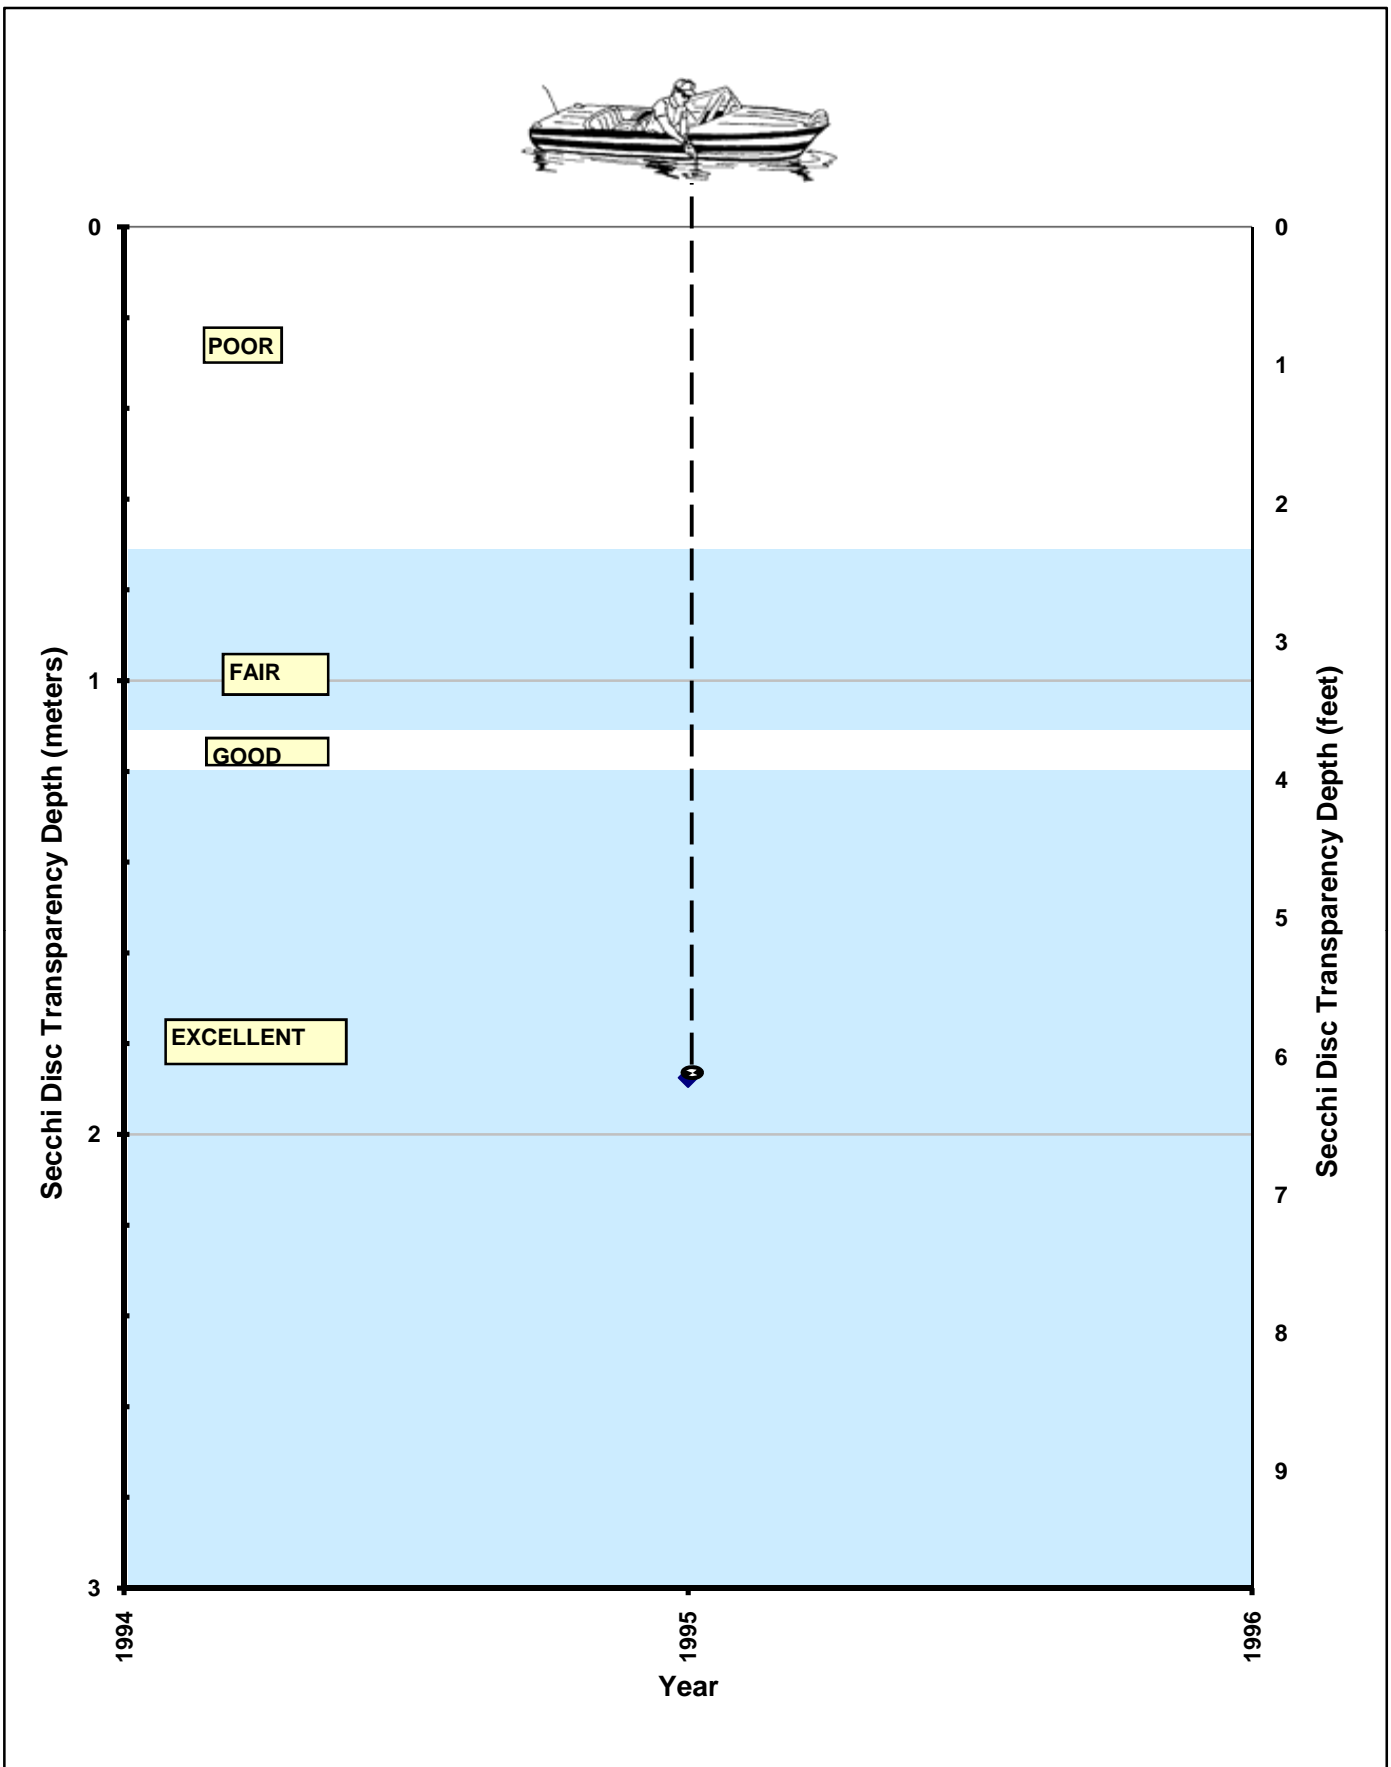 0
0
POOR
1
2
3
FAIR
1
GOOD
4
5
EXCELLENT
6
2
7
8
9
3
Secchi Disc Transparency Depth (meters)
Secchi Disc Transparency Depth (feet)
1994
1995
1996
Year